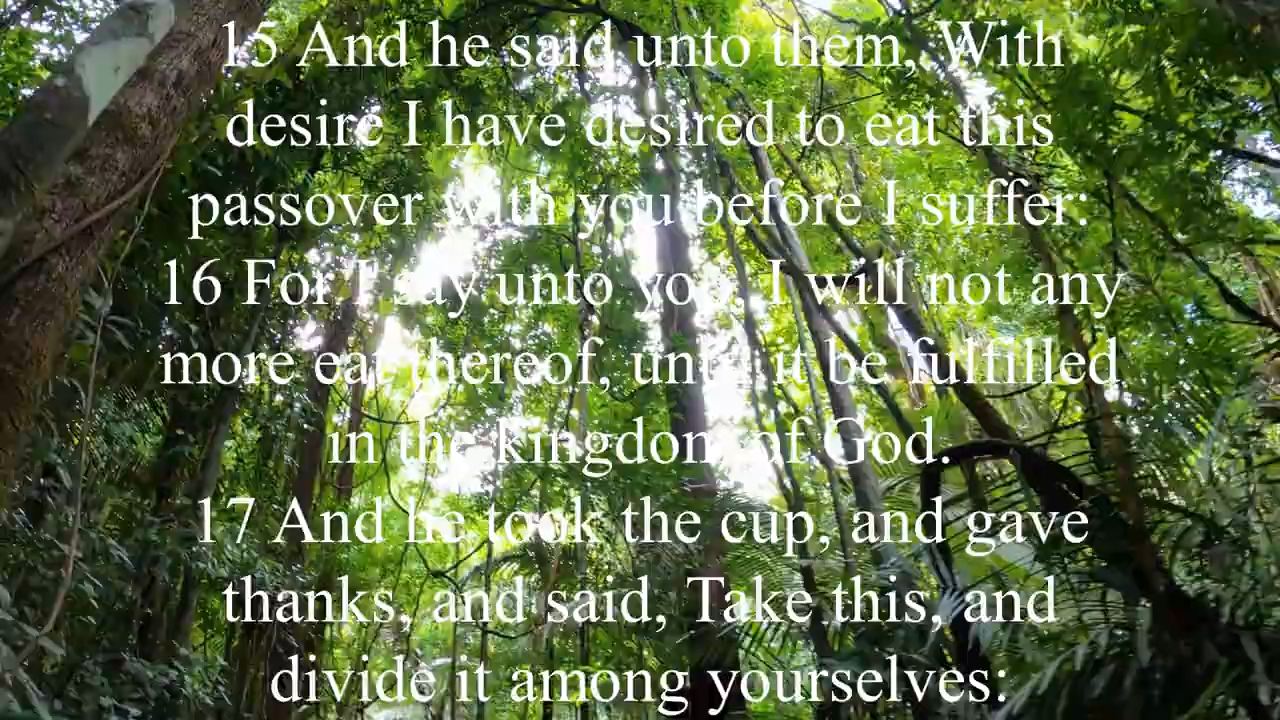 15 And he said unto them, With
desire I have desired to eat this
passover with you before I suffer:
16 For I say unto you, I will not any
more eat thereof, until it be fulfilled
in the kingdom of God.
17 And he took the cup, and gave
thanks, and said, Take this, and
divide it among yourselves: